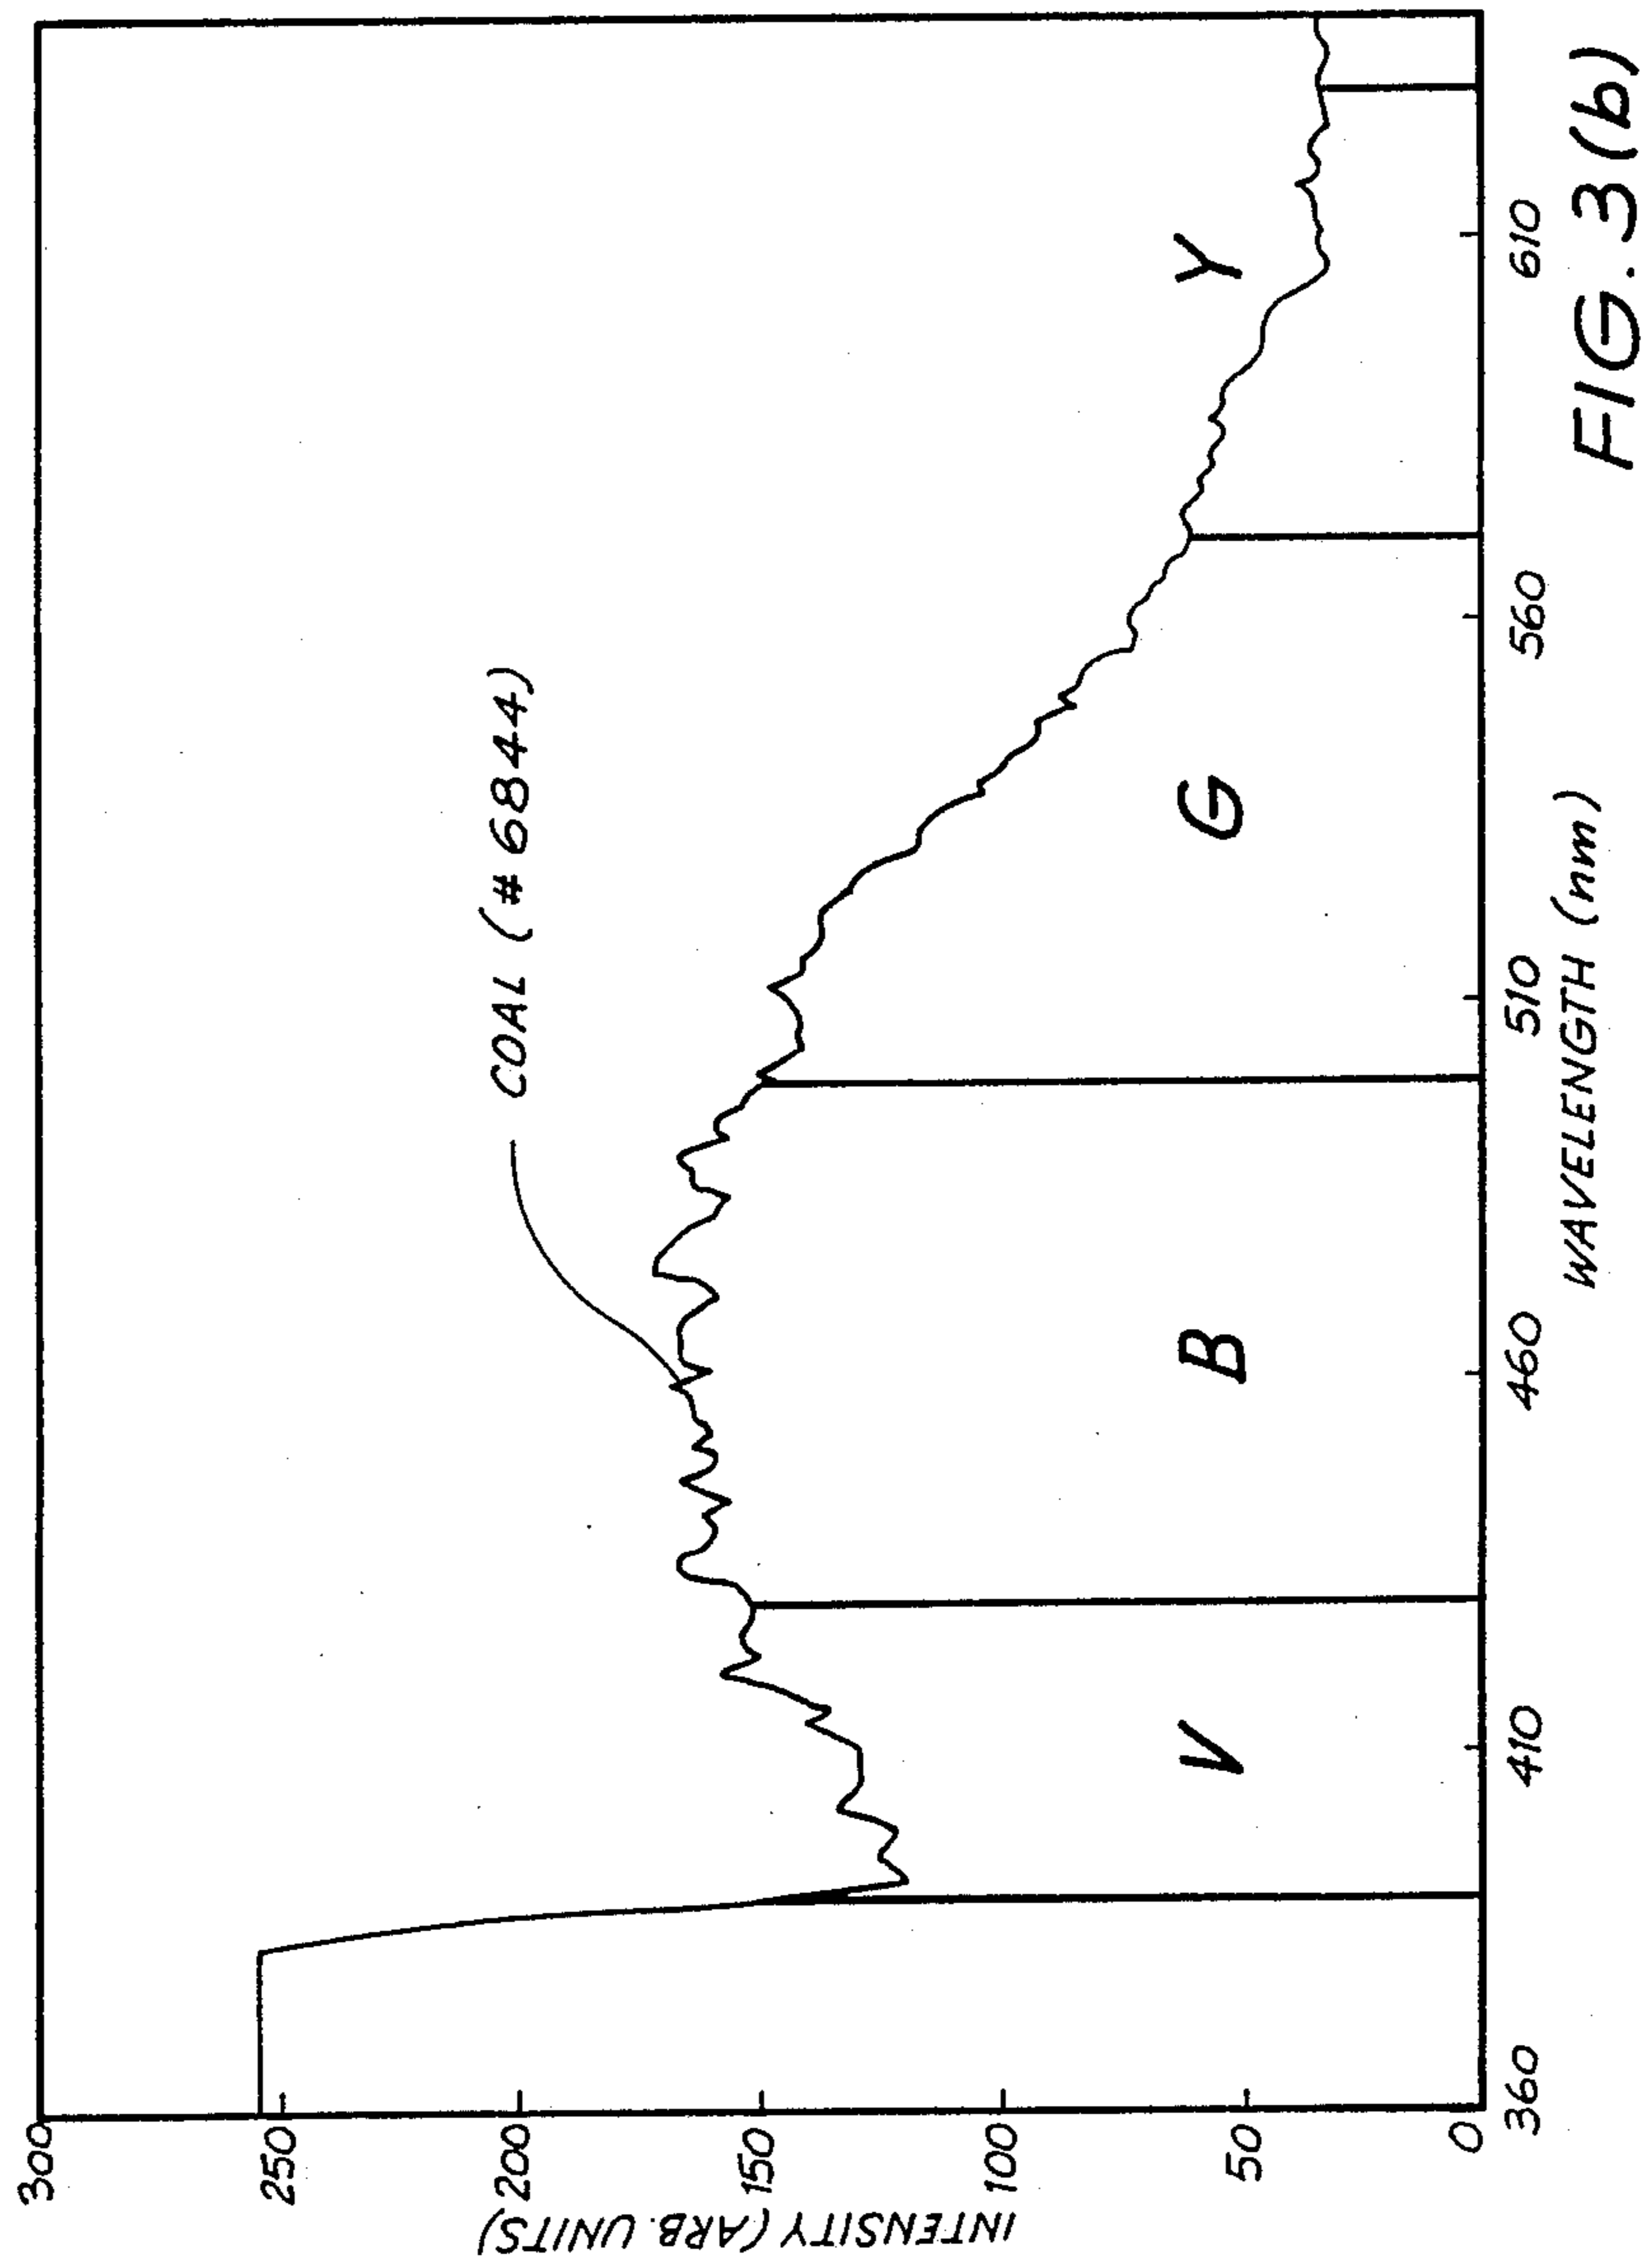 INTENSITY (ARB. UNITS)
300
250
200
150
100
50
0
COAL (# 6844)
V
B
G
Y
360
410
460
510
560
610
WAVELENGTH (nm)
FIG. 3(b)